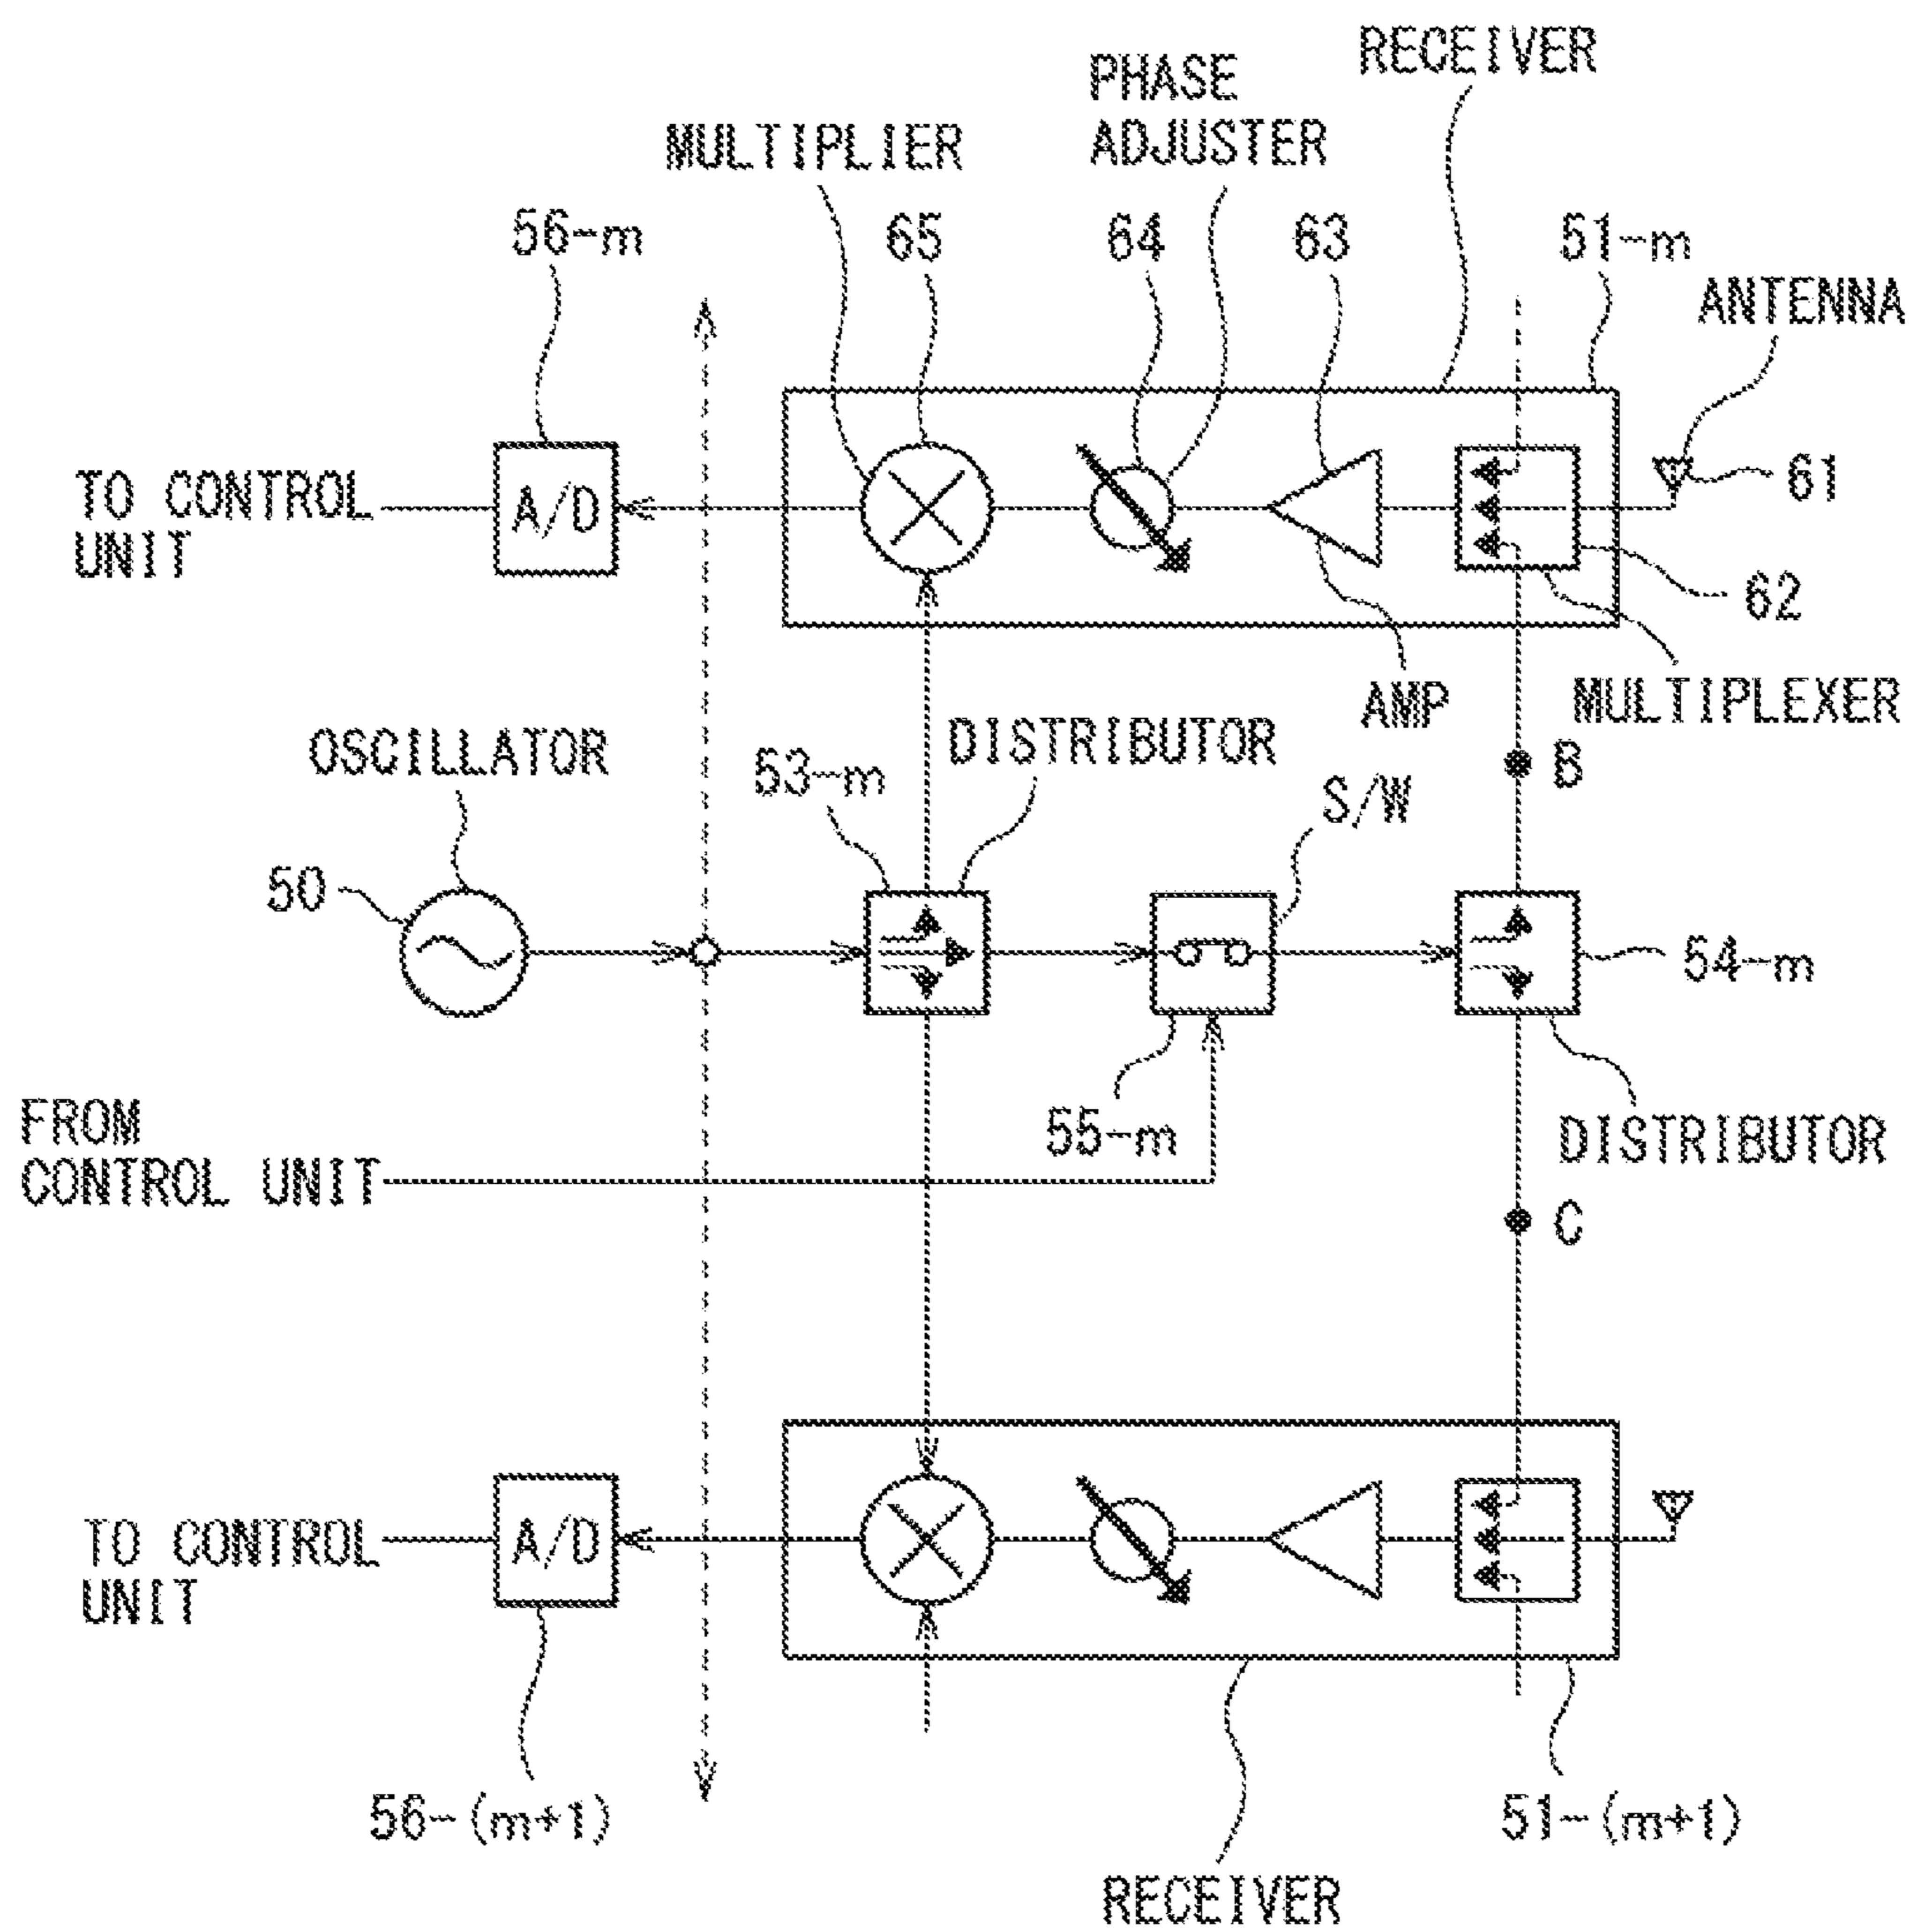 RECEIVER
PHASE
ADJUSTER
MULTIPLIER
56-m
65
64
63
51-m
ANTENNA
TO CONTROL
UNIT
A/D
61
62
AMP
MULTIPLEXER
OSCILLATOR
53-m
DISTRIBUTOR
S/W
B
50
54-m
FROM
CONTROL UNIT
55-m
DISTRIBUTOR
C
TO CONTROL
UNIT
A/D
56-(m+1)
51-(m+1)
RECEIVER